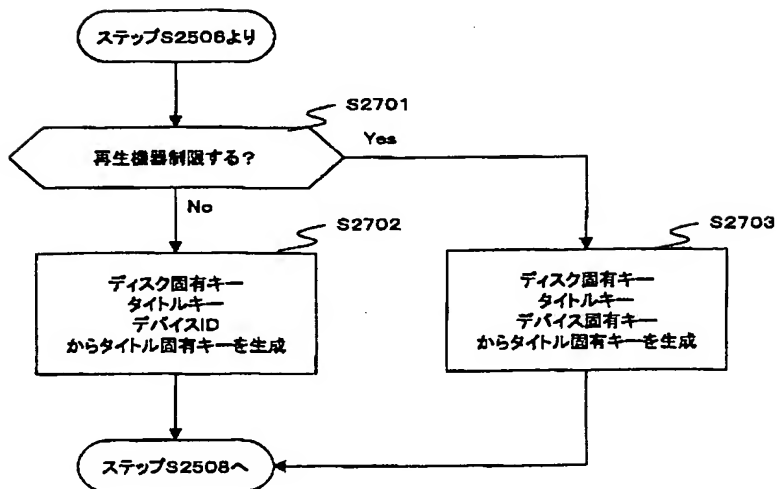 ステップS2506より
S2701
再生機器制限する?
Yes
No
S2702
ディスク固有キー
タイトルキー
デバイスID
からタイトル固有キーを生成
S2703
ディスク固有キー
タイトルキー
デバイス固有キー
からタイトル固有キーを生成
ステップS2508へ